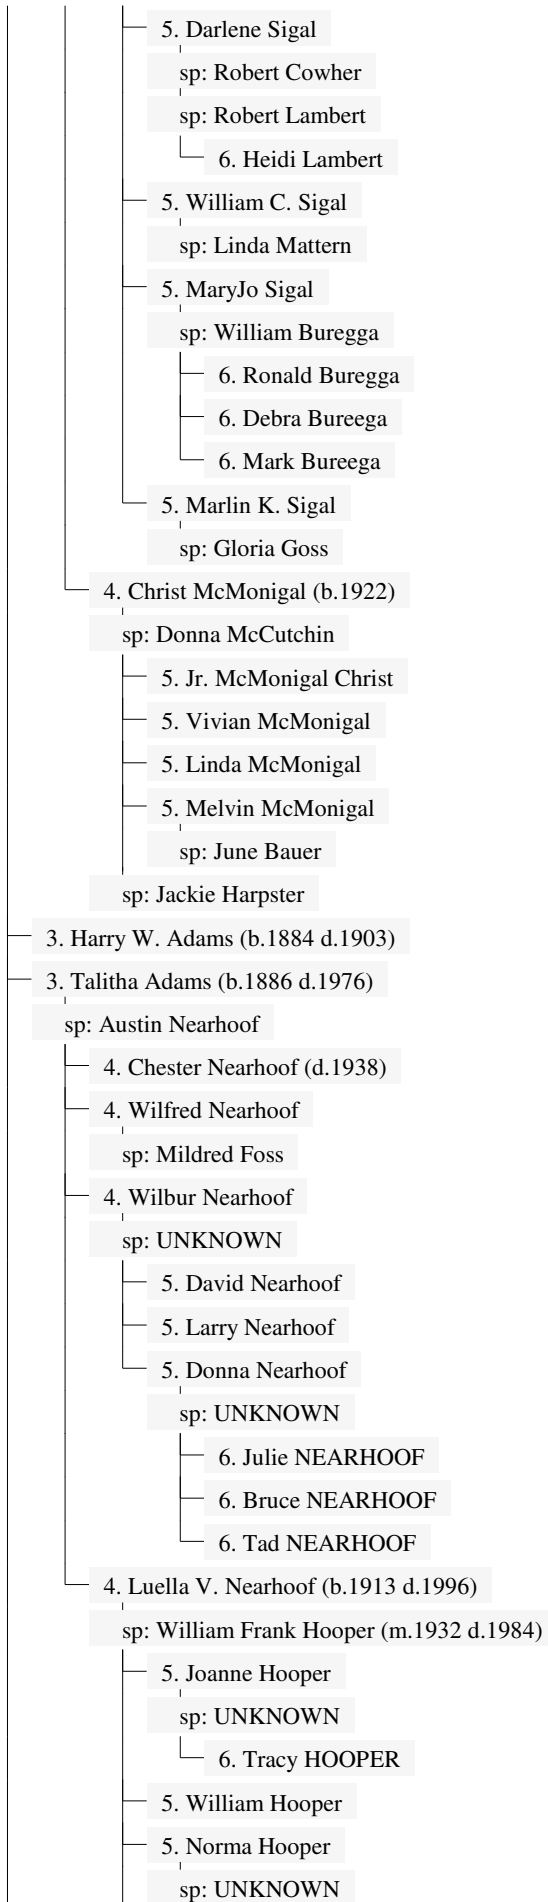 5. Darlene Sigal
sp: Robert Cowher
sp: Robert Lambert
6. Heidi Lambert
5. William C. Sigal
sp: Linda Mattern
5. MaryJo Sigal
sp: William Buregga
6. Ronald Buregga
6. Debra Bureega
6. Mark Bureega
5. Marlin K. Sigal
sp: Gloria Goss
4. Christ McMonigal (b.1922)
sp: Donna McCutchin
5. Jr. McMonigal Christ
5. Vivian McMonigal
5. Linda McMonigal
5. Melvin McMonigal
sp: June Bauer
sp: Jackie Harpster
3. Harry W. Adams (b.1884 d.1903)
3. Talitha Adams (b.1886 d.1976)
sp: Austin Nearhoof
4. Chester Nearhoof (d.1938)
4. Wilfred Nearhoof
sp: Mildred Foss
4. Wilbur Nearhoof
sp: UNKNOWN
5. David Nearhoof
5. Larry Nearhoof
5. Donna Nearhoof
sp: UNKNOWN
6. Julie NEARHOOF
6. Bruce NEARHOOF
6. Tad NEARHOOF
4. Luella V. Nearhoof (b.1913 d.1996)
sp: William Frank Hooper (m.1932 d.1984)
5. Joanne Hooper
sp: UNKNOWN
6. Tracy HOOPER
5. William Hooper
5. Norma Hooper
sp: UNKNOWN